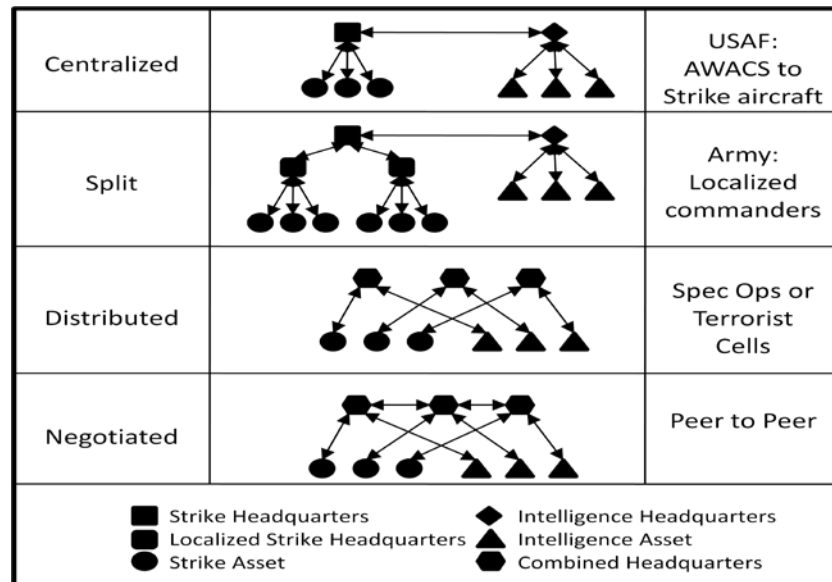 Centralized
USAF:
AWACS to
Strike aircraft
Split
Army:
Localized
commanders
Distributed
Spec Ops or
Terrorist
Cells
Negotiated
Peer to Peer
Strike Headquarters
Intelligence Headquarters
Localized Strike Headquarters
Intelligence Asset
Strike Asset
Combined Headquarters